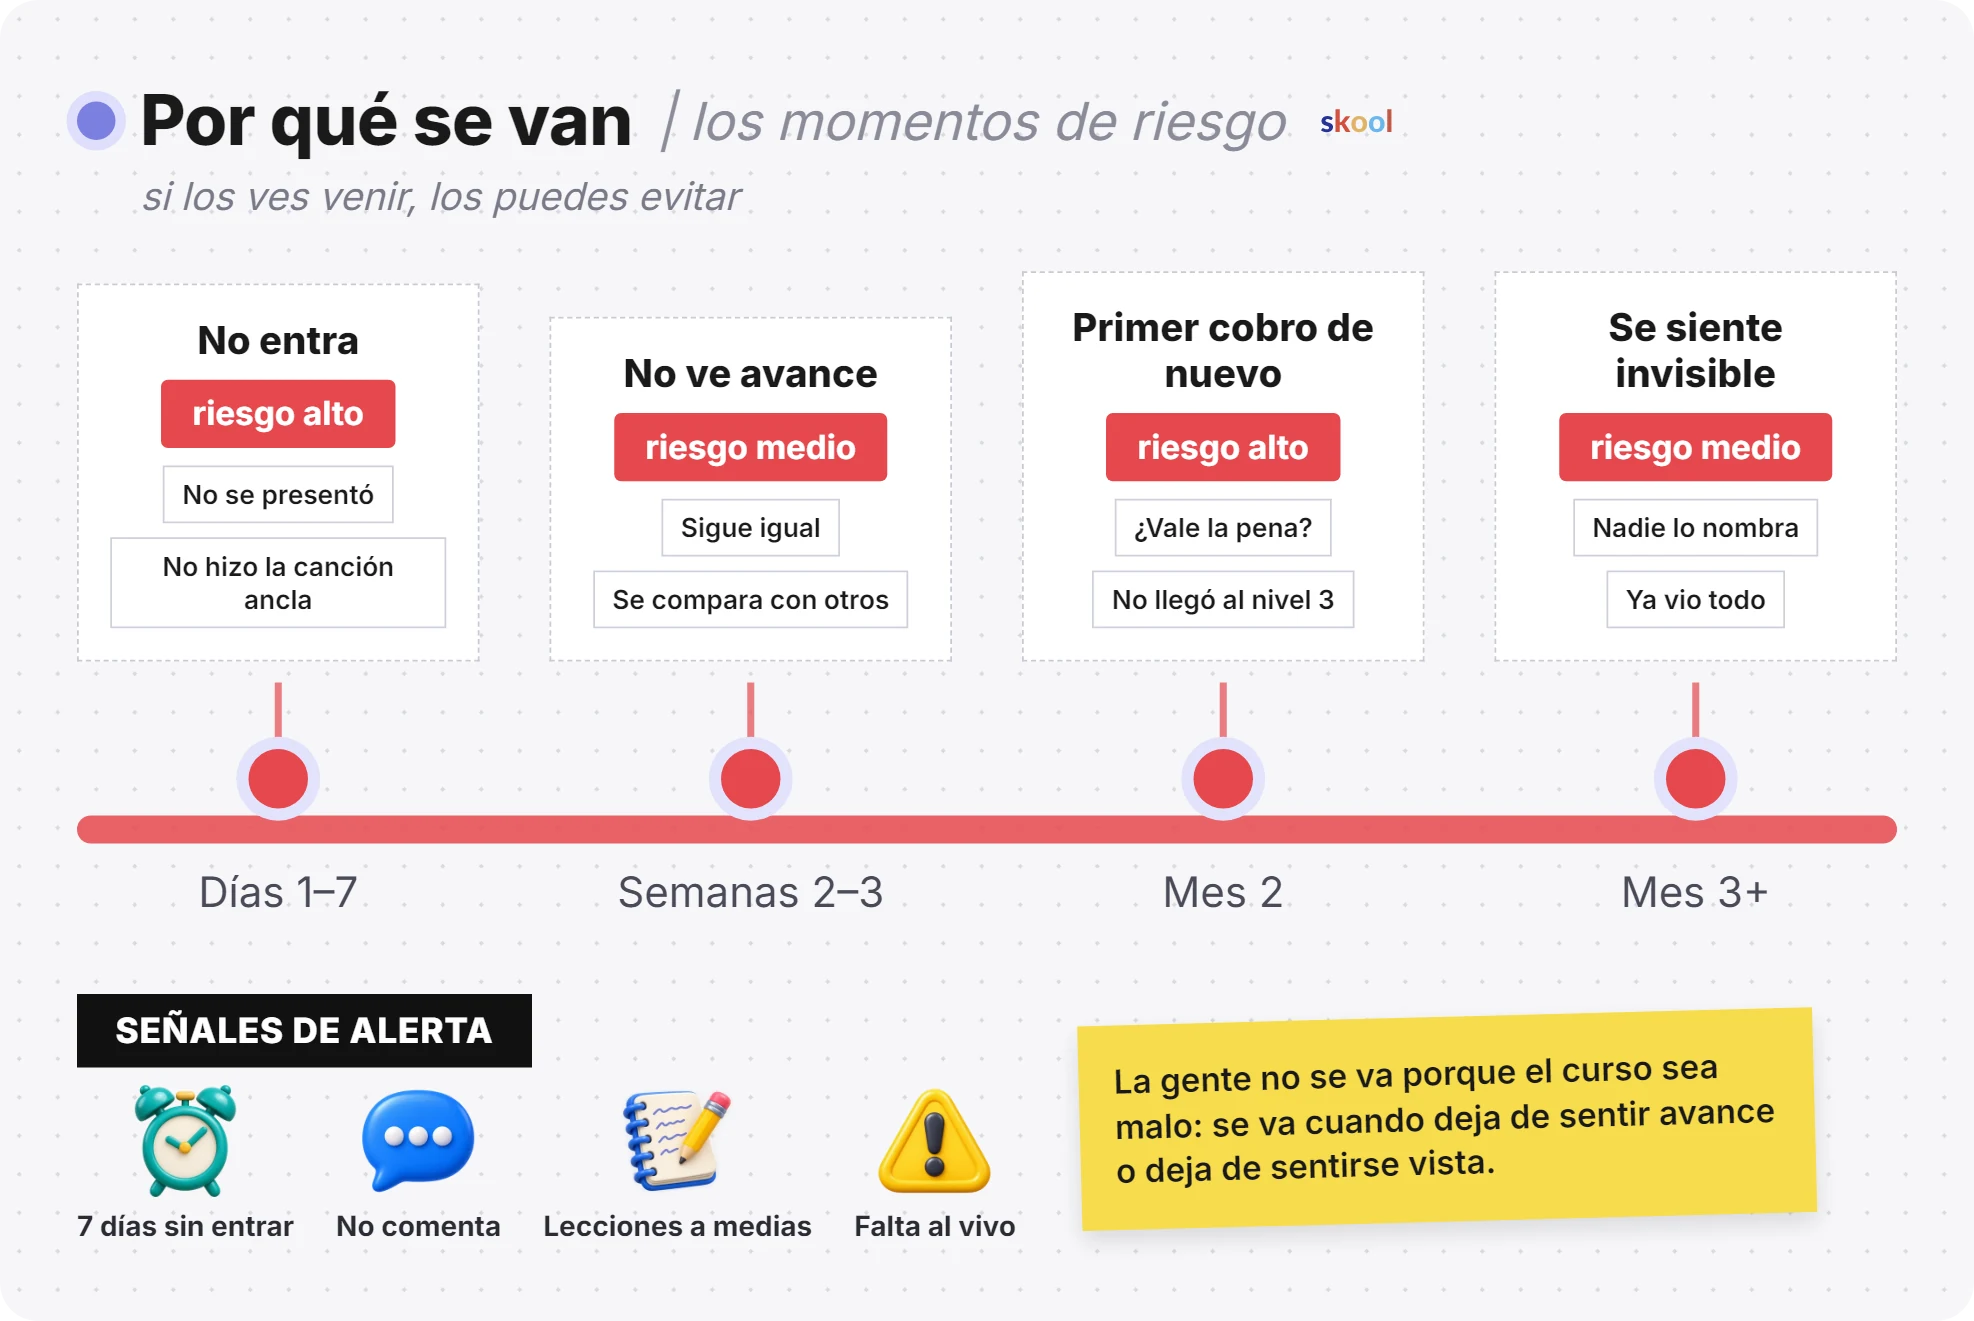 Por qué se van | los momentos de riesgo skool
si los ves venir, los puedes evitar
No entra
riesgo alto
No se presentó
No hizo la canción
ancla
No ve avance
riesgo medio
Sigue igual
Se compara con otros
Primer cobro de
nuevo
riesgo alto
¿Vale la pena?
No llegó al nivel 3
Se siente
invisible
riesgo medio
Nadie lo nombra
Ya vio todo
Días 1–7
Semanas 2–3
Mes 2
Mes 3+
SEÑALES DE ALERTA
7 días sin entrar
No comenta
Lecciones a medias
Falta al vivo
La gente no se va porque el curso sea
malo: se va cuando deja de sentir avance
o deja de sentirse vista.